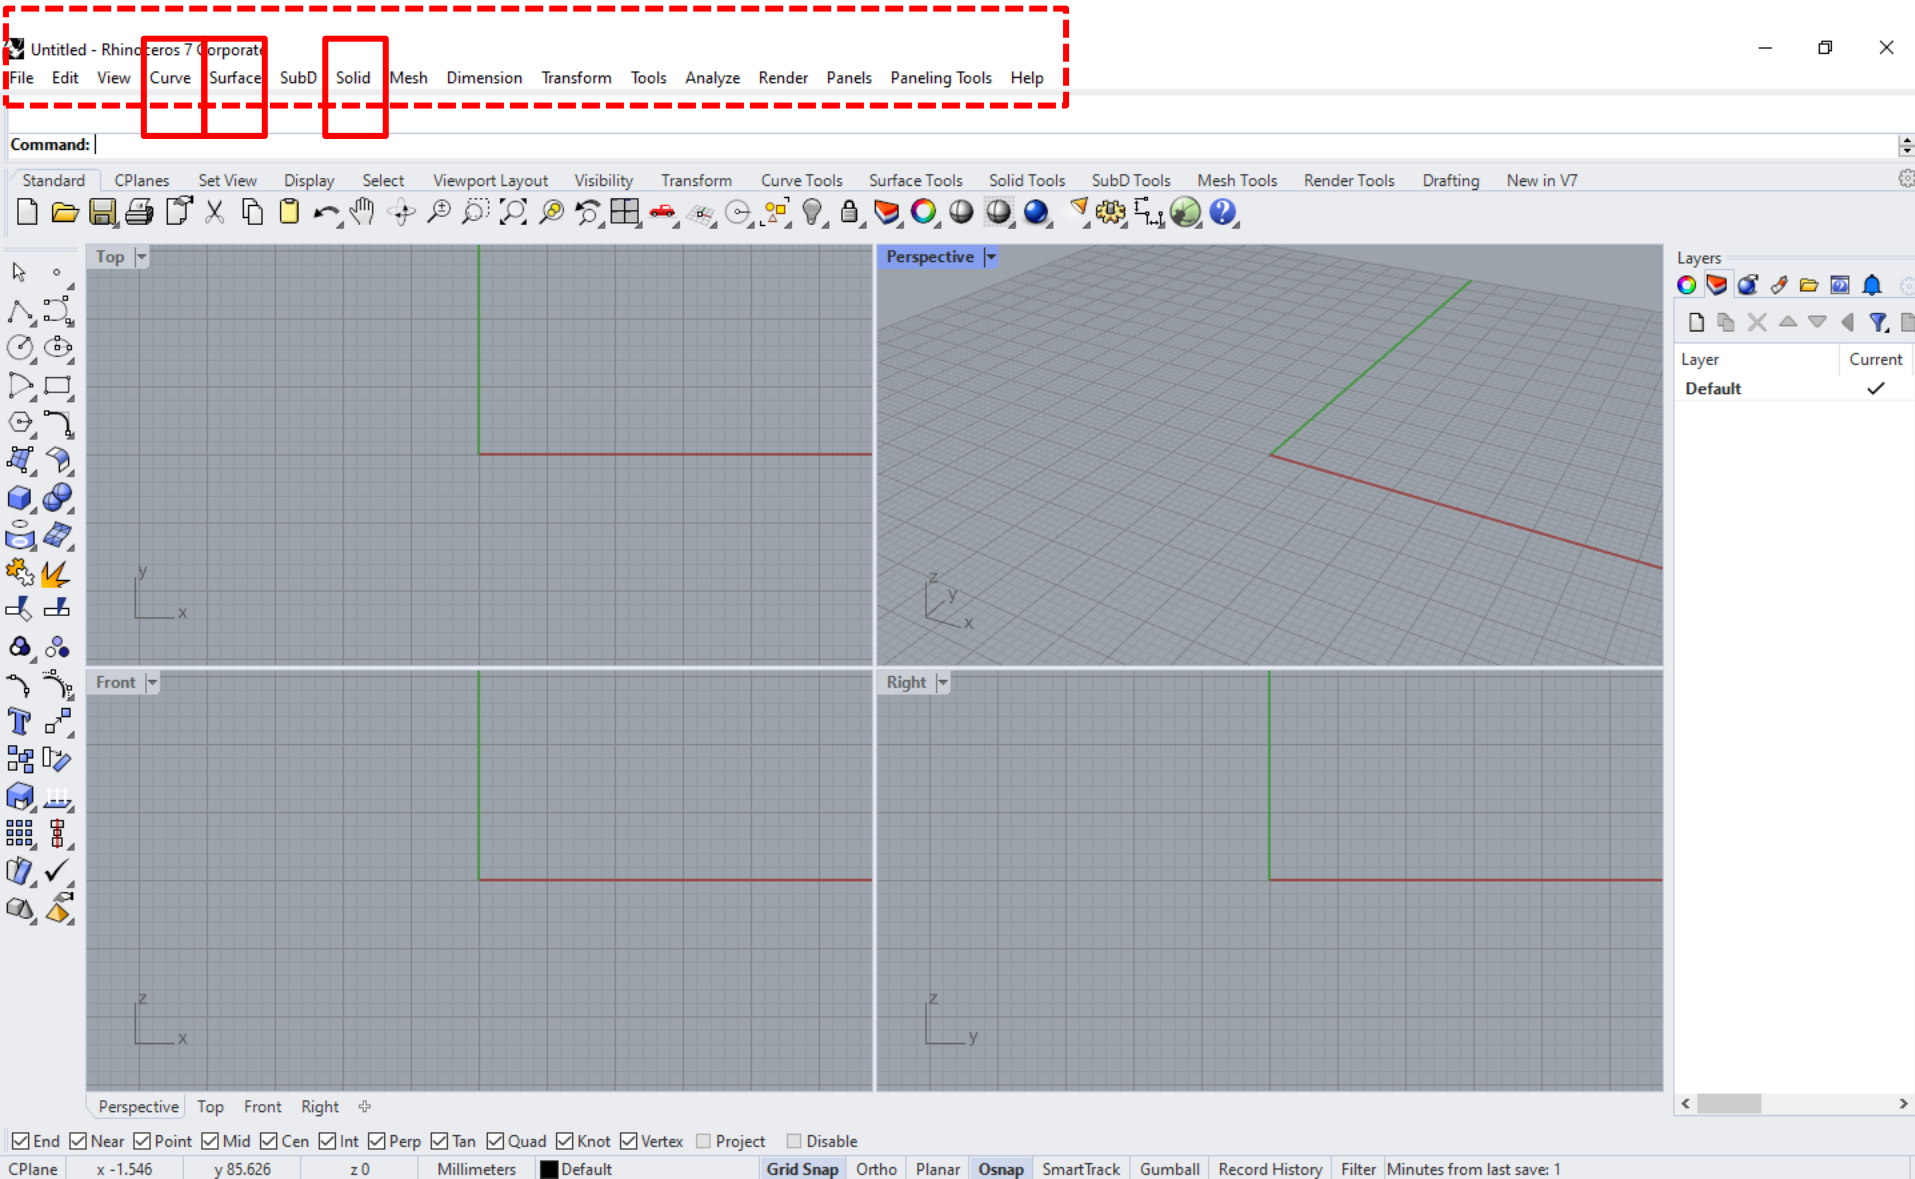 Untitled - Rhinoceros 7 Corporate
File Edit View Curve Surface SubD Solid Mesh Dimension Transform Tools Analyze Render Panels Paneling Tools Help
Command:
Standard CPlanes Set View Display Select Viewport Layout Visibility Transform Curve Tools Surface Tools Solid Tools SubD Tools Mesh Tools Render Tools Drafting New in V7
Top
y
x
Perspective
z
y
x
Layers
Layer Current
Default
Front
z
x
Right
z
y
Perspective Top Front Right
End Near Point Mid Cen Int Perp Tan Quad Knot Vertex Project Disable
CPlane x -1.546 y 85.626 z 0 Millimeters Default Grid Snap Ortho Planar Osnap SmartTrack Gumball Record History Filter Minutes from last save: 1